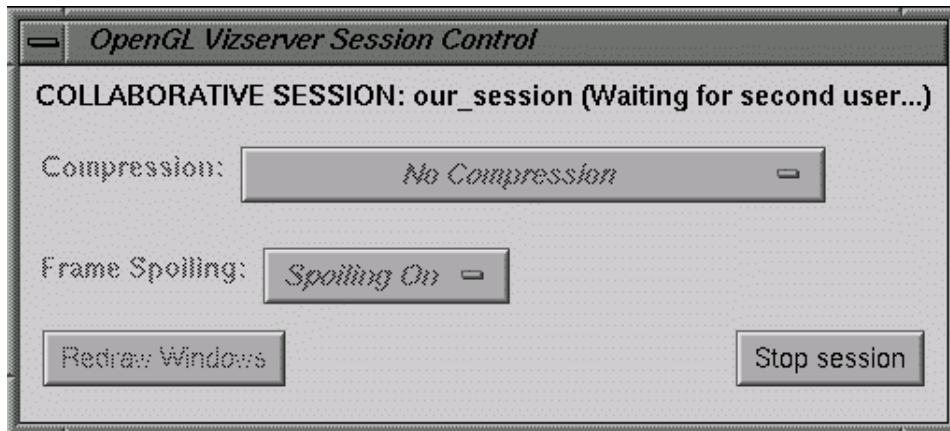 OpenGL Vizserver Session Control
COLLABORATIVE SESSION: our_session (Waiting for second user...)
Compression: No Compression
Frame Spoiling: Spoiling On
Redraw Windows Stop session